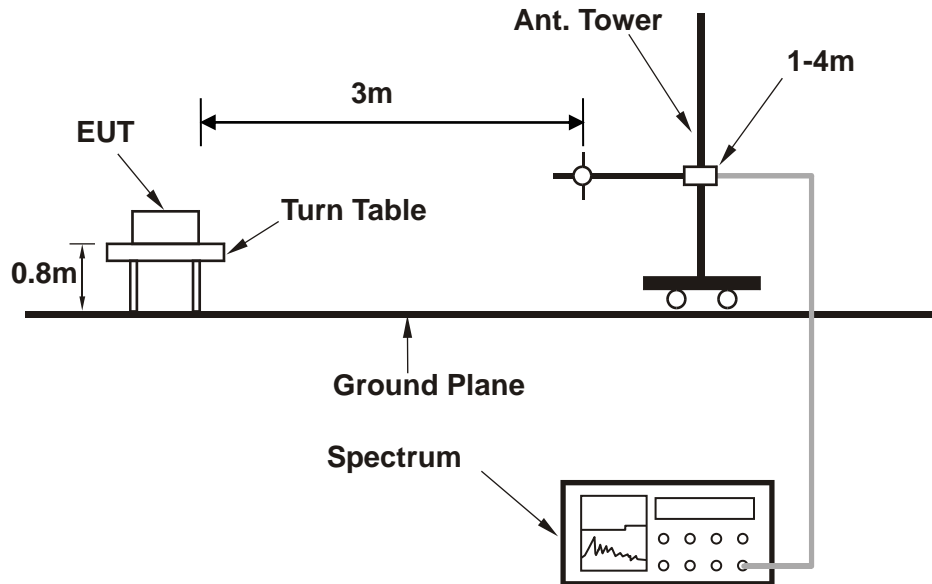 Ant. Tower
1-4m
3m
EUT
Turn Table
0.8m
Ground Plane
Spectrum